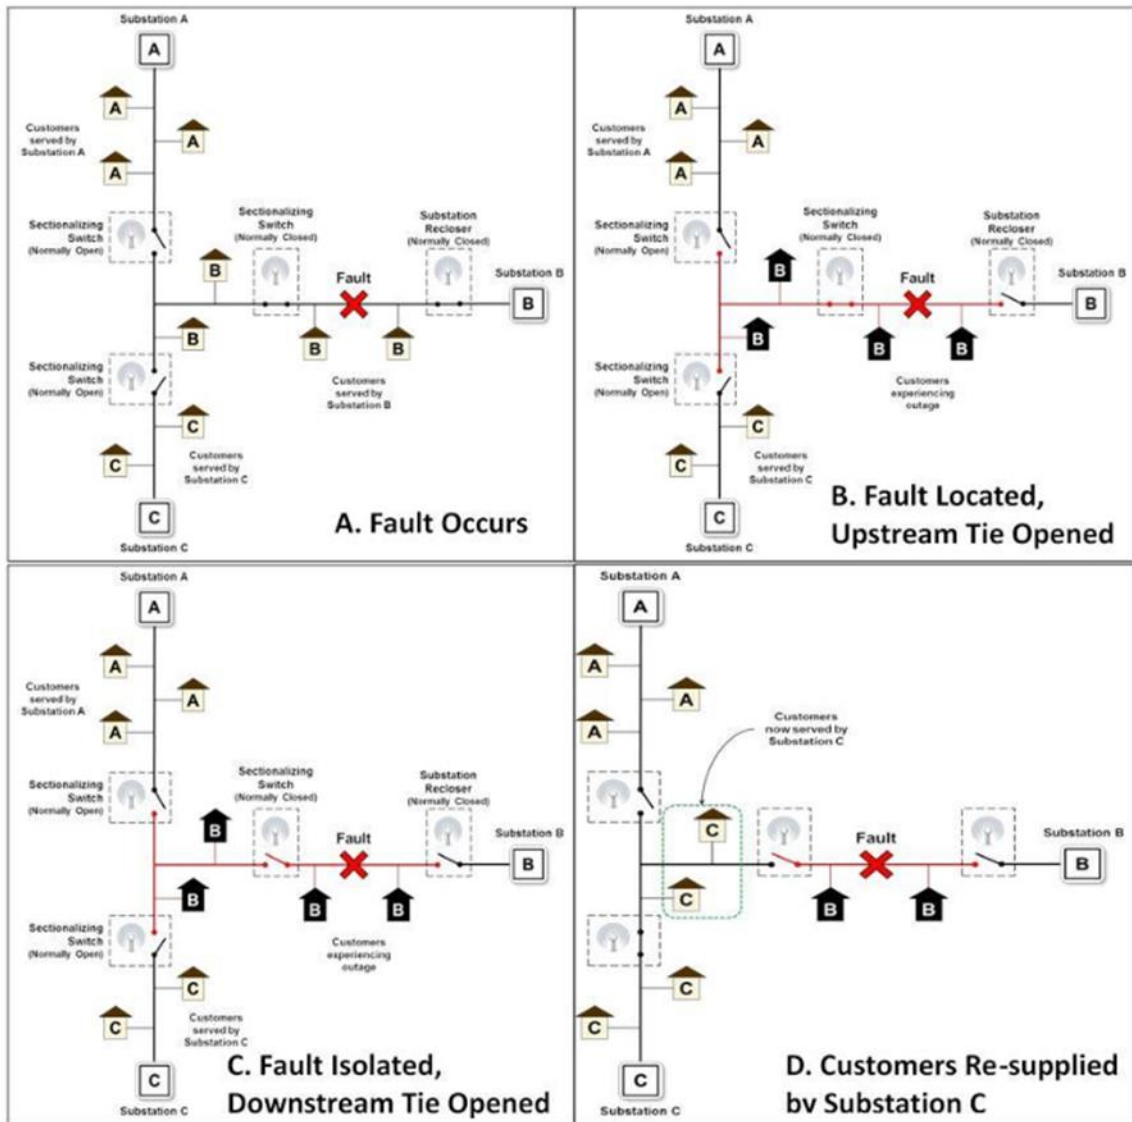 Substation A
A
A
Customers
served by
Substation A
A
A
Sectionalizing
Switch
(Normally Open)
Sectionalizing
Switch
(Normally Closed)
Substation
Recloser
(Normally Closed)
B
Fault
Substation B
B
B
B
B
Sectionalizing
Switch
(Normally Open)
Customers
served by
Substation B
C
C
Customers
served by
Substation C
C
Substation C
A. Fault Occurs
Substation A
A
A
Customers
served by
Substation A
A
A
Sectionalizing
Switch
(Normally Open)
Sectionalizing
Switch
(Normally Closed)
Substation
Recloser
(Normally Closed)
B
Fault
Substation B
B
B
B
B
Sectionalizing
Switch
(Normally Open)
Customers
experiencing
outage
C
C
Customers
served by
Substation C
C
Substation C
B. Fault Located,
Upstream Tie Opened
Substation A
A
A
Customers
served by
Substation A
A
A
Sectionalizing
Switch
(Normally Open)
Sectionalizing
Switch
(Normally Closed)
Substation
Recloser
(Normally Closed)
B
Fault
Substation B
B
B
B
B
Sectionalizing
Switch
(Normally Open)
Customers
experiencing
outage
C
C
Customers
served by
Substation C
C
Substation C
C. Fault Isolated,
Downstream Tie Opened
Substation A
A
A
A
A
Customers
now served by
Substation C
C
Fault
Substation B
B
C
B
B
C
C
C
Substation C
D. Customers Re-supplied
by Substation C